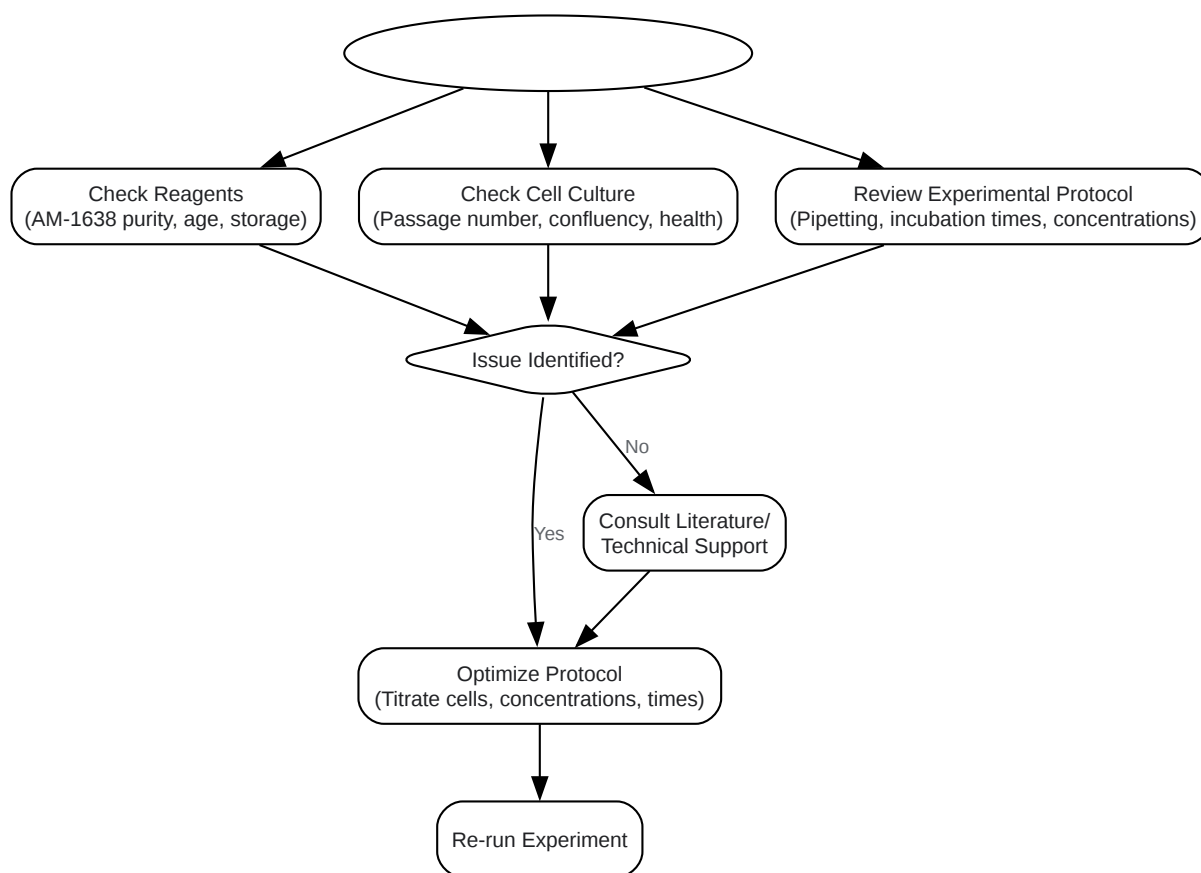 Check Reagents
(AM-1638 purity, age, storage)
Check Cell Culture
(Passage number, confluency, health)
Review Experimental Protocol
(Pipetting, incubation times, concentrations)
Issue Identified?
No
Yes
Consult Literature/
Technical Support
Optimize Protocol
(Titrate cells, concentrations, times)
Re-run Experiment